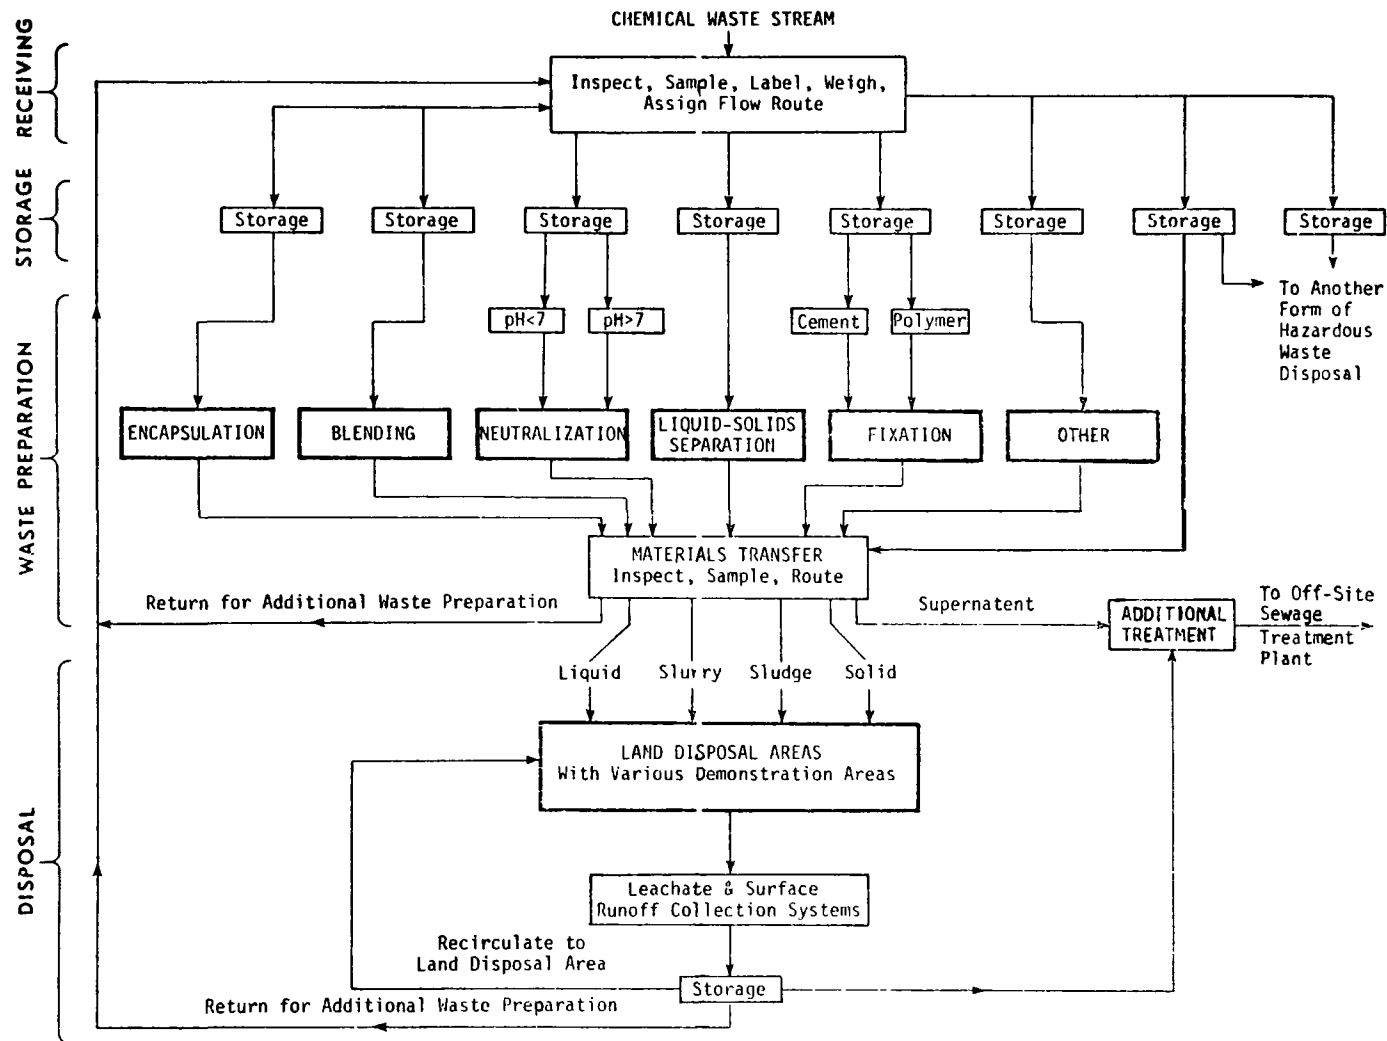 CHEMICAL WASTE STREAM
RECEIVING
Inspect, Sample, Label, Weigh,
Assign Flow Route
STORAGE
Storage
Storage
Storage
Storage
Storage
Storage
Storage
Storage
To Another
Form of
Hazardous
Waste
Disposal
WASTE PREPARATION
pH<7
pH>7
Cement
Polymer
ENCAPSULATION
BLENDING
NEUTRALIZATION
LIQUID-SOLIDS
SEPARATION
FIXATION
OTHER
MATERIALS TRANSFER
Inspect, Sample, Route
Return for Additional Waste Preparation
Supernatent
ADDITIONAL
TREATMENT
To Off-Site
Sewage
Treatment
Plant
Liquid
Slurry
Sludge
Solid
DISPOSAL
LAND DISPOSAL AREAS
With Various Demonstration Areas
Leachate & Surface
Runoff Collection Systems
Recirculate to
Land Disposal Area
Storage
Return for Additional Waste Preparation